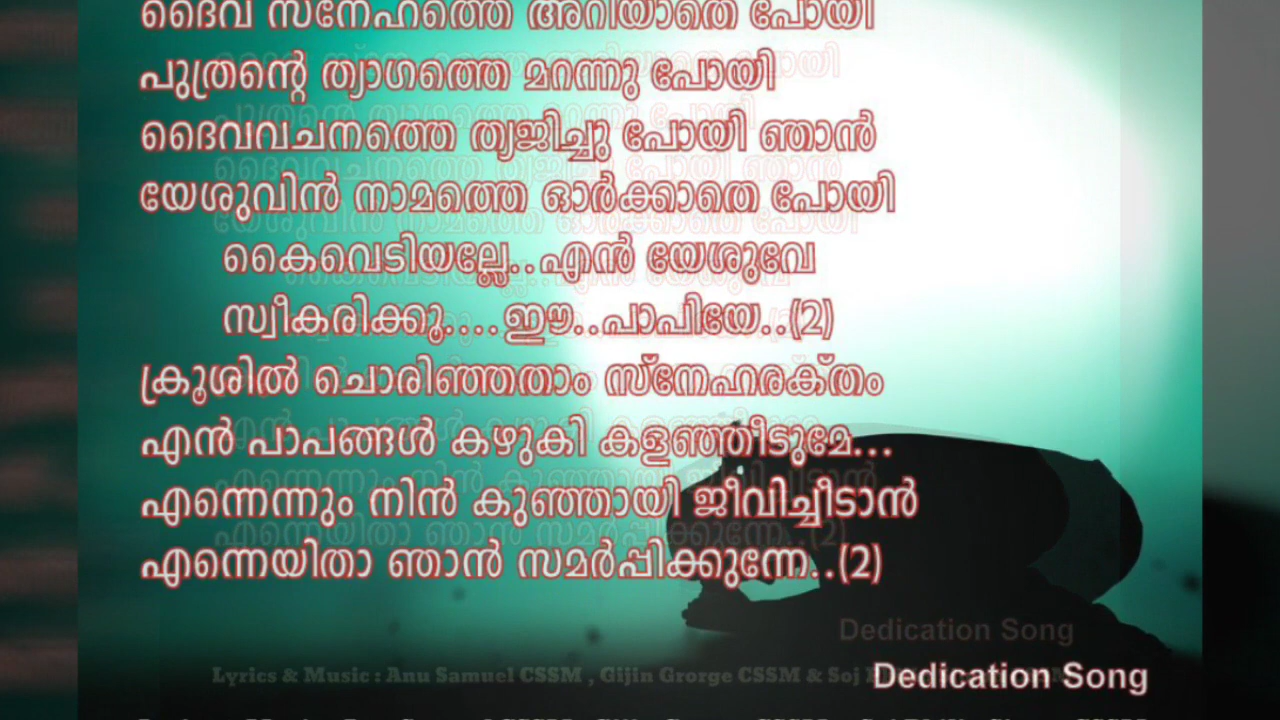 ദൈവ സ്നേഹത്തെ അറിയാതെ പോയി
പുത്രന്റെ ത്യാഗത്തെ മറന്നു പോയി
ദൈവവചനത്തെ ത്യജിച്ചു പോയി ഞാൻ
യേശുവിൻ നാമത്തെ ഓർക്കാതെ പോയി
കൈവെടിയല്ലേ..എൻ യേശുവേ
സ്വീകരിക്കൂ....ഈ..പാപിയേ..(2)
ക്രൂശിൽ ചൊരിഞ്ഞതാം സ്നേഹരക്തം
എൻ പാപങ്ങൾ കഴുകി കളഞ്ഞീടുമേ...
എന്നെന്നും നിൻ കുഞ്ഞായി ജീവിച്ചീടാൻ
എന്നെയിതാ ഞാൻ സമർപ്പിക്കുന്നേ..(2)
Dedication Song
Lyrics & Music : Anu Samuel CSSM , Gijin Grorge CSSM & Soj
Dedication Song